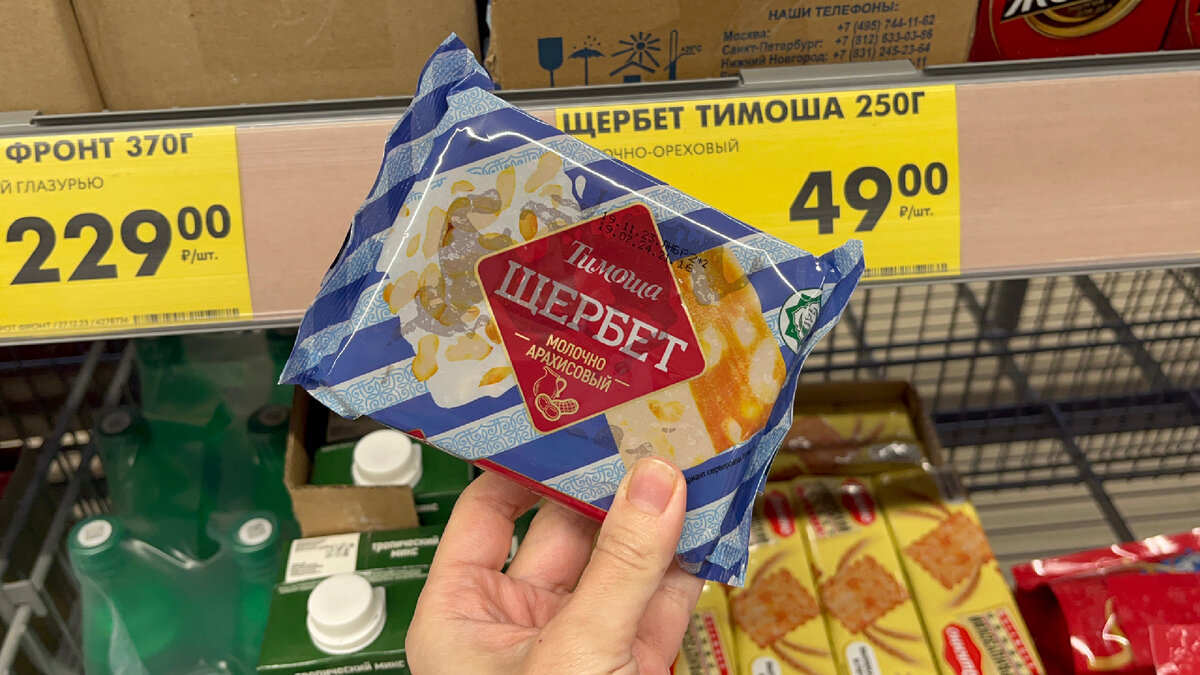 НАШИ ТЕЛЕФОНЫ:
Москва: +7 (495) 744-11-62
Санкт-Петербург: +7 (812) 633-03-86
Нижний Новгород: +7 (831) 245-23-64
ФРОНТ 370Г
Й ГЛАЗУРЬЮ
229 00
₽/шт.
ЩЕРБЕТ ТИМОША 250Г
ОЧНО-ОРЕХОВЫЙ
49 00
₽/шт.
Тимоша
ЩЕРБЕТ
МОЛОЧНО
АРАХИСОВЫЙ
ТРОПИЧЕСКИЙ
МИКС
ТРОПИЧЕСКИЙ МИКС